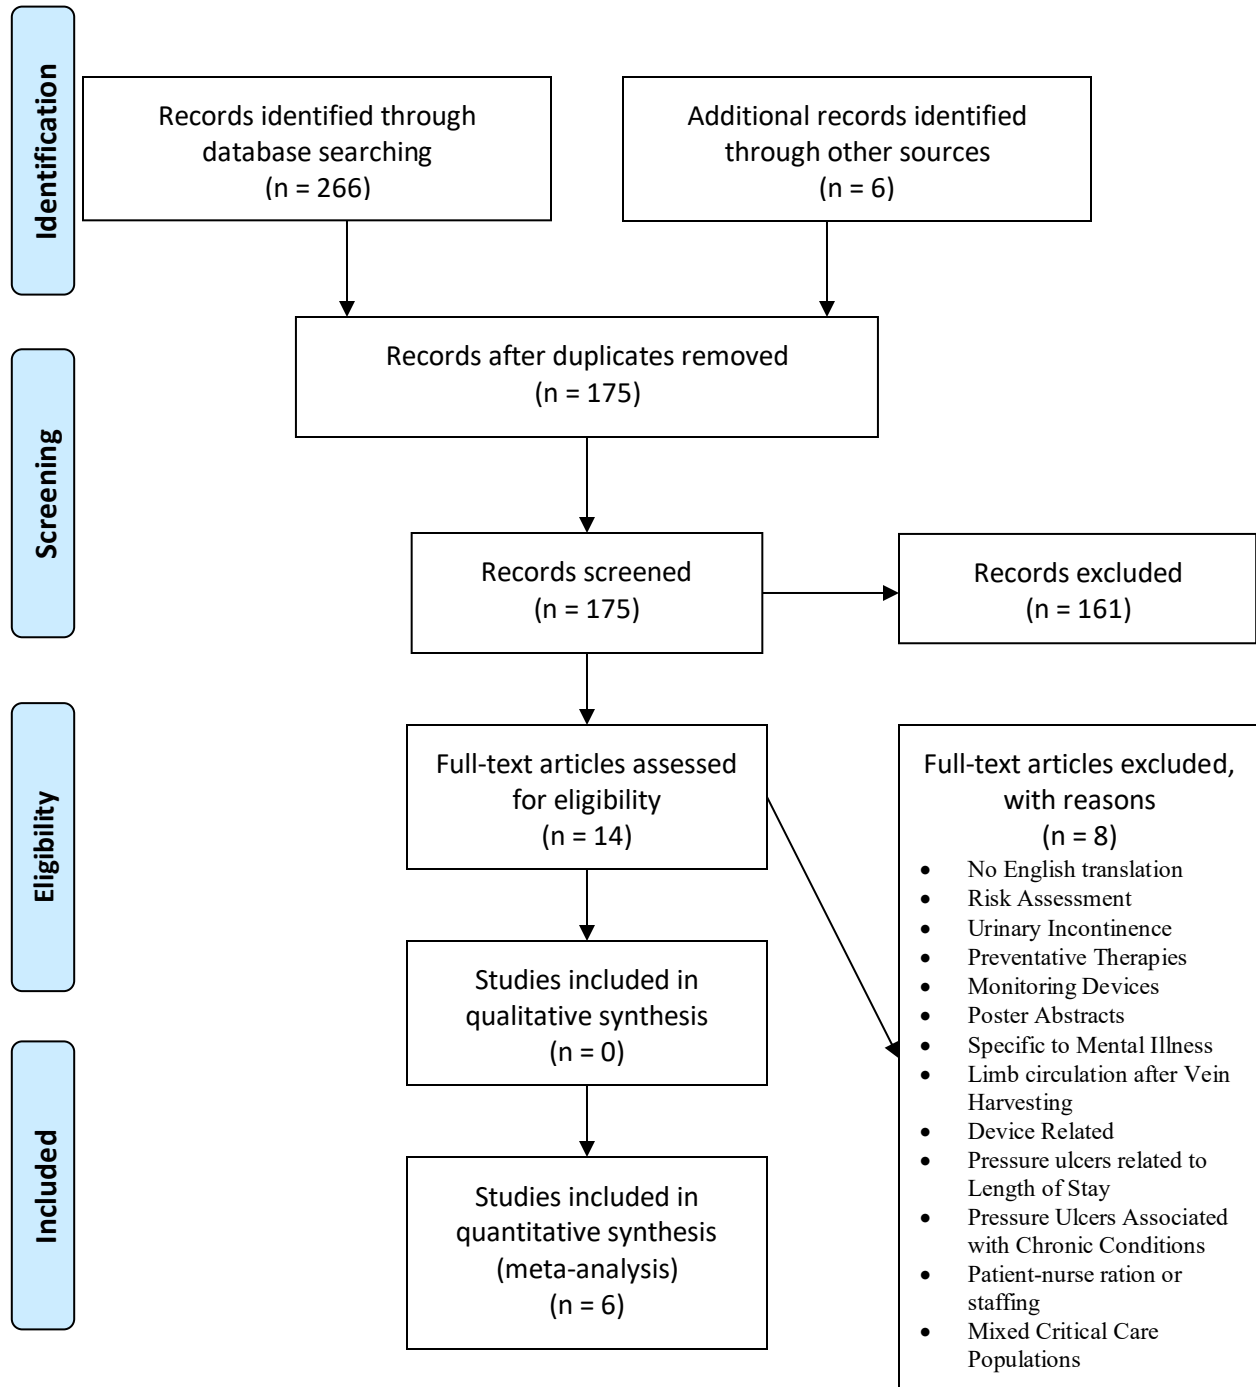 Identification
Records identified through
database searching
(n = 266)
Additional records identified
through other sources
(n = 6)
Records after duplicates removed
(n = 175)
Screening
Records screened
(n = 175)
Records excluded
(n = 161)
Eligibility
Full-text articles assessed
for eligibility
(n = 14)
Full-text articles excluded,
with reasons
(n = 8)
• No English translation
• Risk Assessment
• Urinary Incontinence
• Preventative Therapies
• Monitoring Devices
• Poster Abstracts
• Specific to Mental Illness
• Limb circulation after Vein
Harvesting
• Device Related
• Pressure ulcers related to
Length of Stay
• Pressure Ulcers Associated
with Chronic Conditions
• Patient-nurse ration or
staffing
• Mixed Critical Care
Populations
Studies included in
qualitative synthesis
(n = 0)
Included
Studies included in
quantitative synthesis
(meta-analysis)
(n = 6)